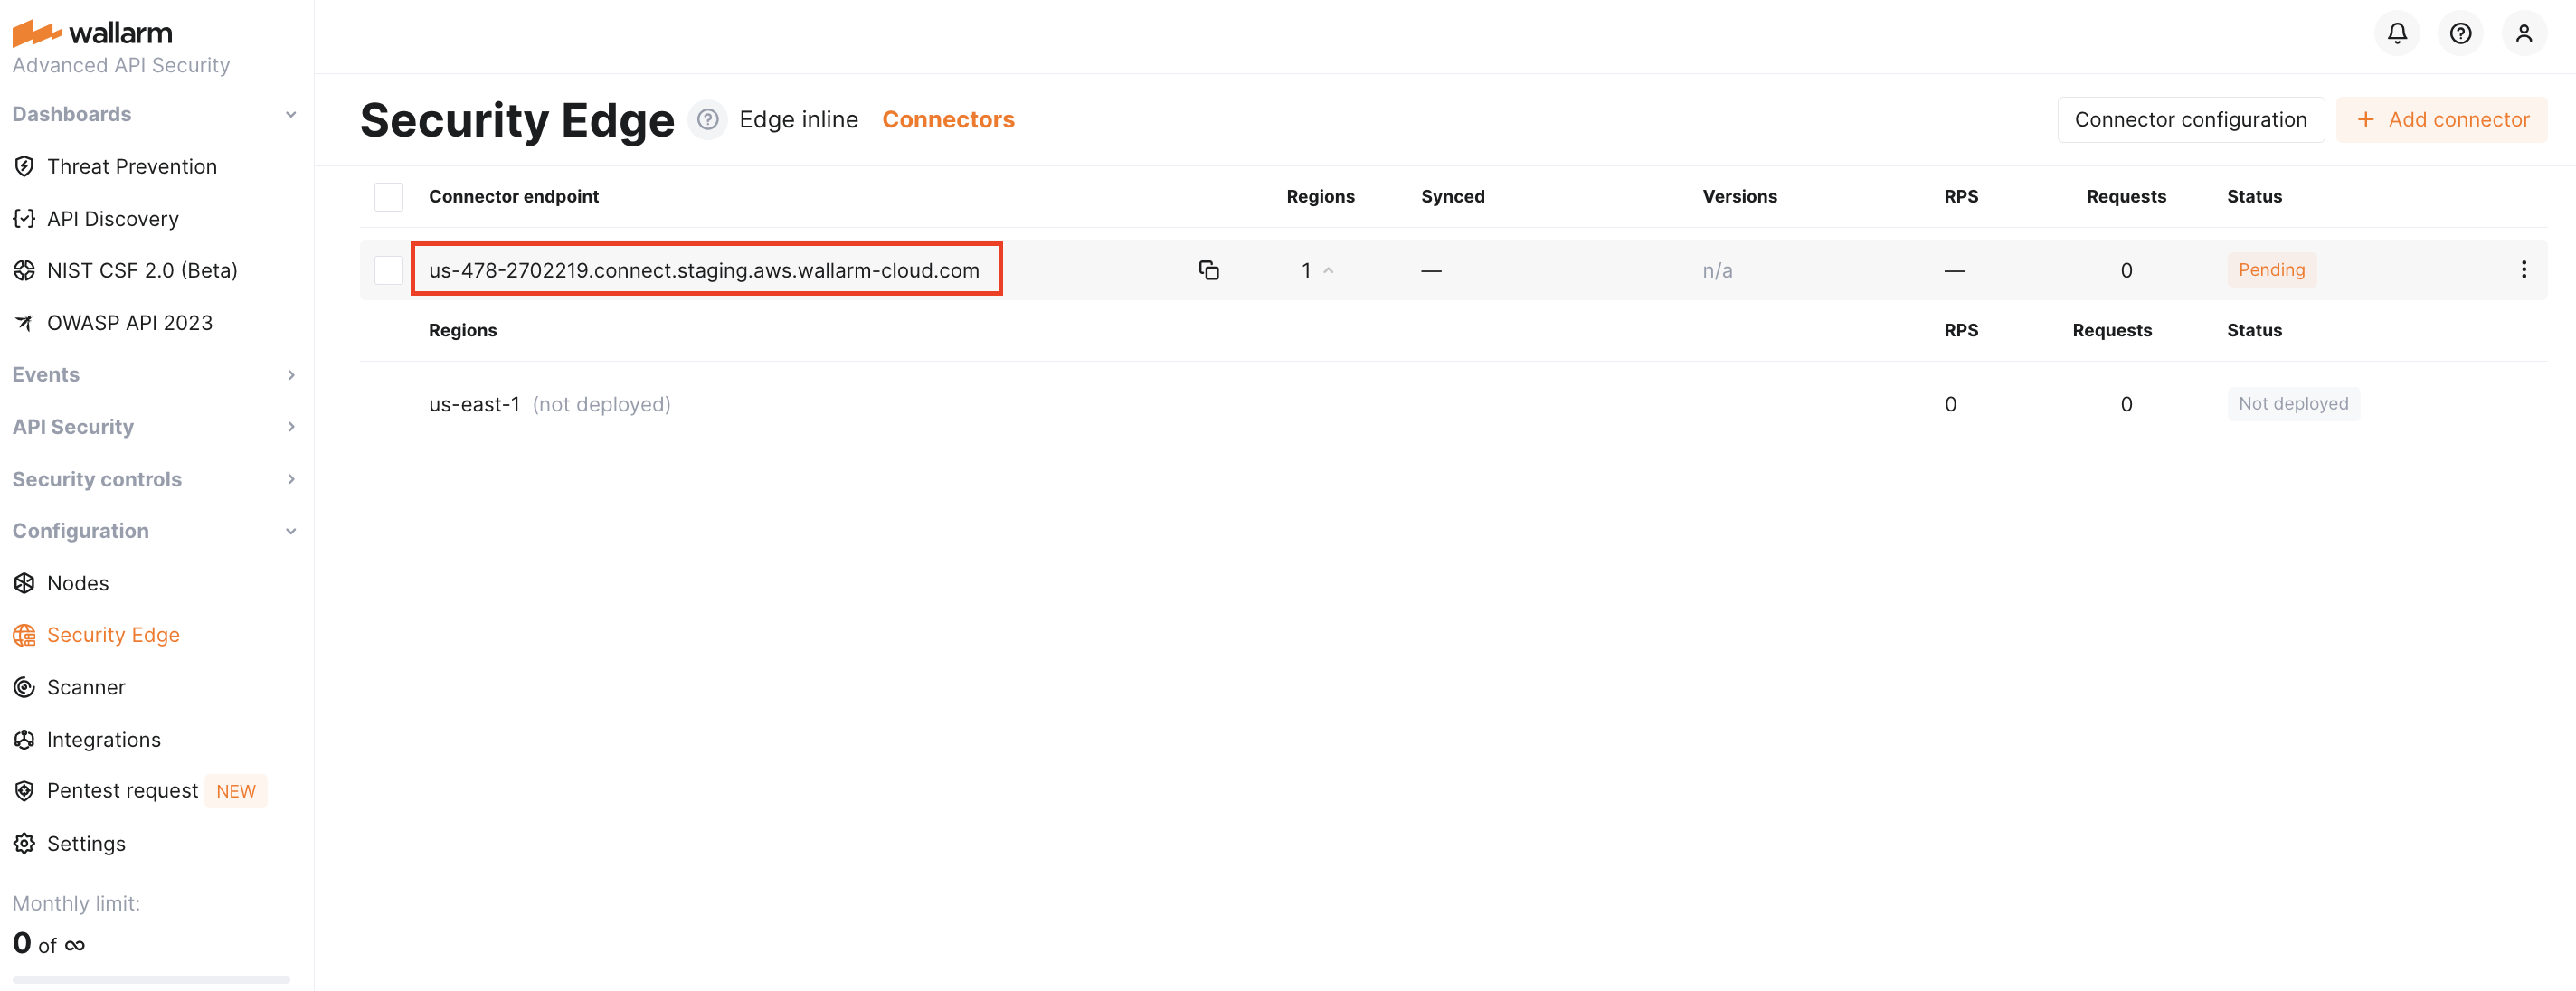 wallarm
Advanced API Security
Dashboards
Threat Prevention
API Discovery
NIST CSF 2.0 (Beta)
OWASP API 2023
Events
API Security
Security controls
Configuration
Nodes
Security Edge
Scanner
Integrations
Pentest request NEW
Settings
Monthly limit:
0 of ∞
Security Edge ? Edge inline Connectors Connector configuration + Add connector
Connector endpoint Regions Synced Versions RPS Requests Status
us-478-2702219.connect.staging.aws.wallarm-cloud.com 1 — n/a — 0 Pending
Regions RPS Requests Status
us-east-1 (not deployed) 0 0 Not deployed